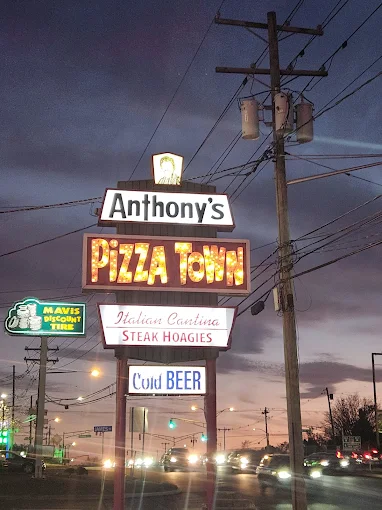 Anthony's
PIZZA TOWN
Italian Cantina
STEAK HOAGIES
Cold BEER
MAVIS
DISCOUNT
TIRE